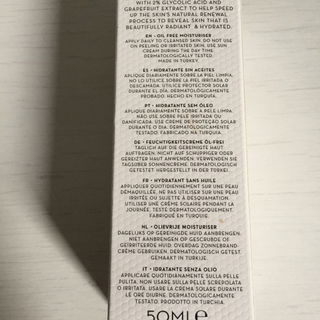 WITH 2% GLYCOLIC ACID AND
GRAPEFRUIT EXTRACT TO HELP SPEED
UP THE SKIN'S NATURAL RENEWAL
PROCESS TO REVEAL SKIN THAT IS
BEAUTIFULLY RADIANT & HYDRATED.
EN - OIL FREE MOISTURISER
APPLY DAILY TO CLEANSED SKIN. DO NOT USE
ON PEELING OR IRRITATED SKIN. USE SUN
CREAM DURING THE DAY TIME.
DERMATOLOGICALLY TESTED.
MADE IN TURKEY.
ES - HIDRATANTE SIN ACEITES
APLIQUE DIARIAMENTE SOBRE LA PIEL LIMPIA.
NO LO UTILICE SOBRE LA PIEL IRRITADA O
DESCAMADA. UTILICE PROTECTOR SOLAR
DURANTE EL DÍA. DERMATOLÓGICAMENTE
PROBADO. HECHO EN TURQUÍA.
PT - HIDRATANTE SEM ÓLEO
APLIQUE DIARIAMENTE A PELE LIMPA.
NÃO USE SOBRE PELE IRRITADA OU
DANIFICADA. USE CREME DE PROTEÇÃO SOLAR
DURANTE O DIA. DERMATOLOGICAMENTE
TESTADO. FABRICADO NA TURQUIA.
DE - FEUCHTIGKEITSCREME ÖL-FREI
TÄGLICH AUF DIE GEREINIGTE HAUT
AUFTRAGEN. NICHT AUF SCHUPPIGER ODER
GEREIZTER HAUT ANWENDEN. VERWENDEN SIE
TAGSÜBER SONNENCREME. DERMATOLOGISCH
GETESTET HERGESTELLT IN DER TURKEI.
FR - HYDRATANT SANS HUILE
APPLIQUER QUOTIDIENNEMENT SUR UNE PEAU
DÉMAQUILLÉE. NE PAS UTILISER SUR UNE PEAU
IRRITÉES OU SUJETTE A DESQUAMATION.
UTILISER UNE CRÈME SOLAIRE PENDANT LA
JOURNÉE. TESTE DERMATOLOGIQUEMENT.
FABRIQUÉ EN TURQUIE.
NL - OLIEVRIJE MOISTURISER
DAGELIJKS OP GEREINIGDE HUID AANBRENGEN.
NIET AANBRENGEN OP GESCHUURDE OF
GEÏRRITEERDE HUID. OVERDAG ZONNEBRAND
CRÈME GEBRUIKEN. DERMATOLOGISCH GETEST
GEMAAKT IN TURKIJE.
IT - IDRATANTE SENZA OLIO
APPLICARE QUOTIDIANAMENTE SULLA PELLE
PULITA. NON USARE SULLA PELLE SCREPOLATA
O IRRITATA. USARE LA CREMA SOLARE DURANTE
LE ORE DIURNE. DERMATOLOGICAMENTE
TESTATO. PRODOTTO IN TURCHIA.
50ML e